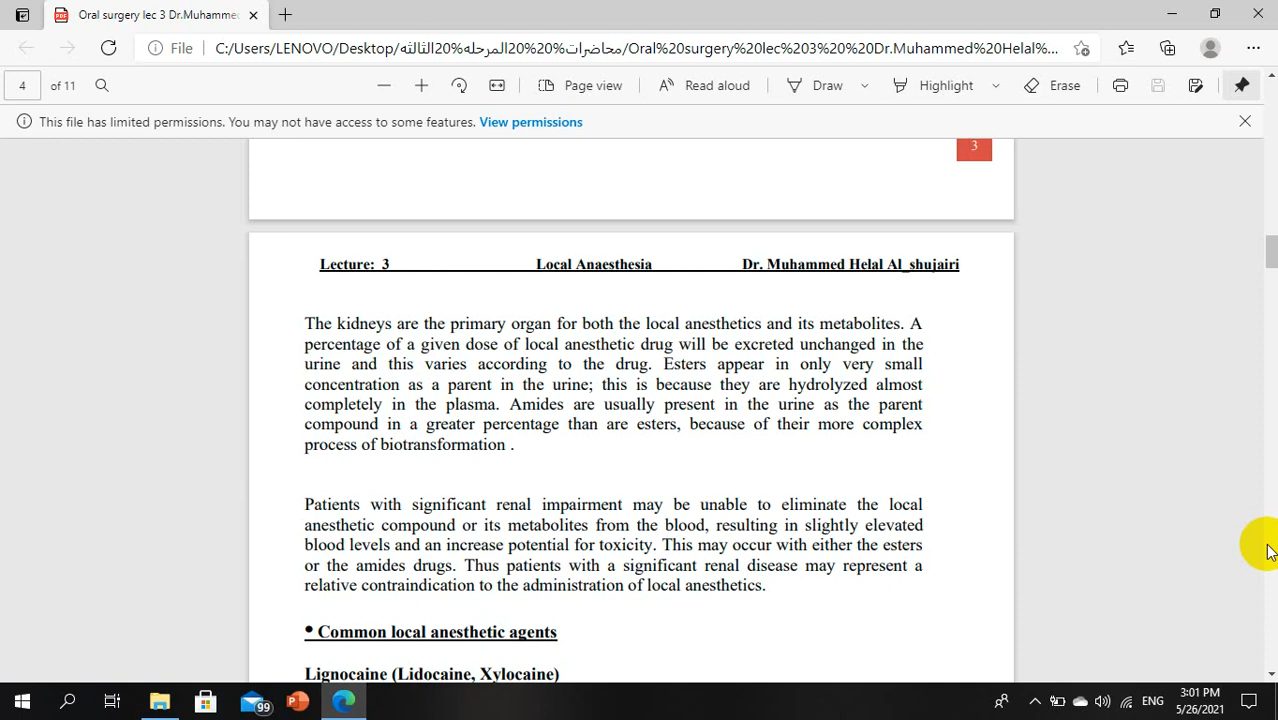 Oral surgery lec 3 Dr.Muhamme
File
C:/Users/LENOVO/Desktop/محاضرات%20%20المرحله%20الثالثه/Oral%20surgery%20lec%203%20%20Dr.Muhammed%20Helal%...
4 of 11
Page view
Read aloud
Draw
Highlight
Erase
This file has limited permissions. You may not have access to some features. View permissions
3
Lecture: 3 Local Anaesthesia Dr. Muhammed Helal Al_shujairi
The kidneys are the primary organ for both the local anesthetics and its metabolites. A
percentage of a given dose of local anesthetic drug will be excreted unchanged in the
urine and this varies according to the drug. Esters appear in only very small
concentration as a parent in the urine; this is because they are hydrolyzed almost
completely in the plasma. Amides are usually present in the urine as the parent
compound in a greater percentage than are esters, because of their more complex
process of biotransformation .
Patients with significant renal impairment may be unable to eliminate the local
anesthetic compound or its metabolites from the blood, resulting in slightly elevated
blood levels and an increase potential for toxicity. This may occur with either the esters
or the amides drugs. Thus patients with a significant renal disease may represent a
relative contraindication to the administration of local anesthetics.
• Common local anesthetic agents
Lignocaine (Lidocaine, Xylocaine)
99
ENG
3:01 PM
5/26/2021